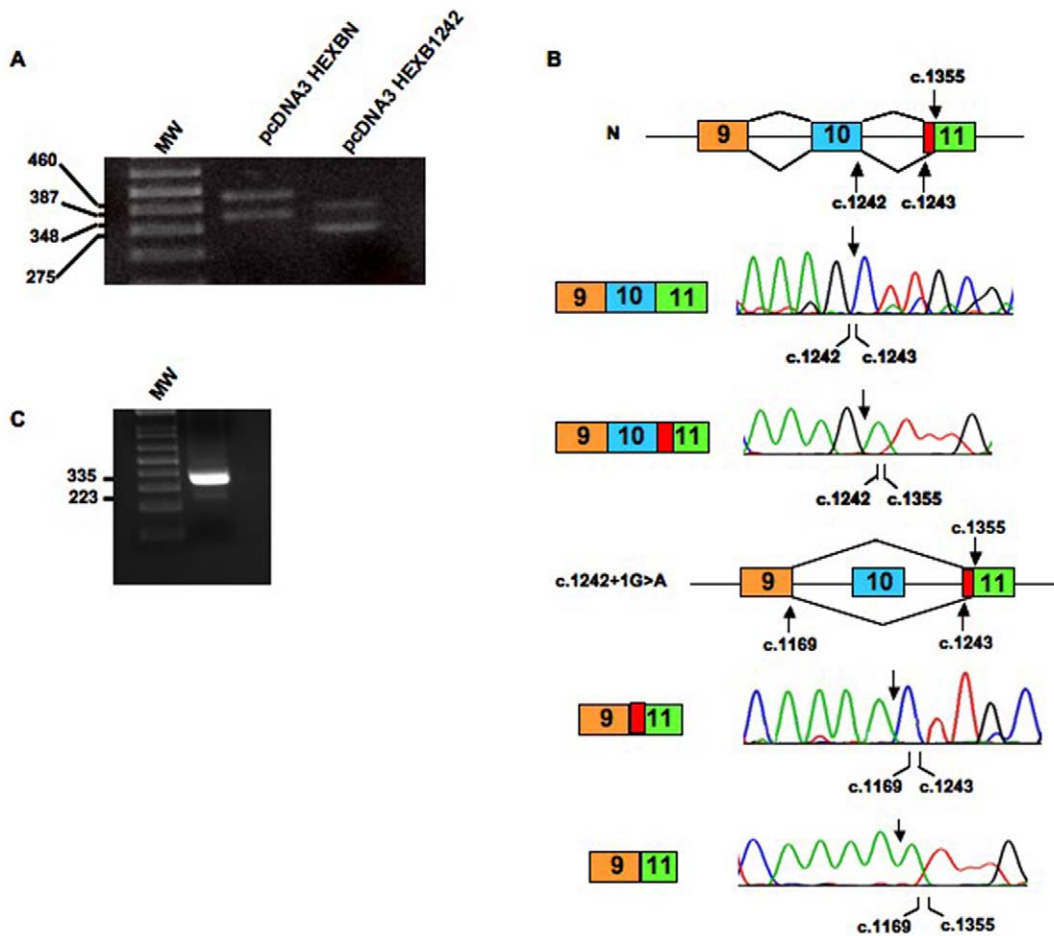 A
MW
pcDNA3 HEXBN
pcDNA3 HEXB1242
460
387
348
275
C
MW
335
223
B
c.1355
N
9
10
11
c.1242
c.1243
9 10 11
c.1242
c.1243
9 10 11
c.1242
c.1355
c.1355
c.1242+1G>A
9
10
11
c.1169
c.1243
9 11
c.1169
c.1243
9 11
c.1169
c.1355